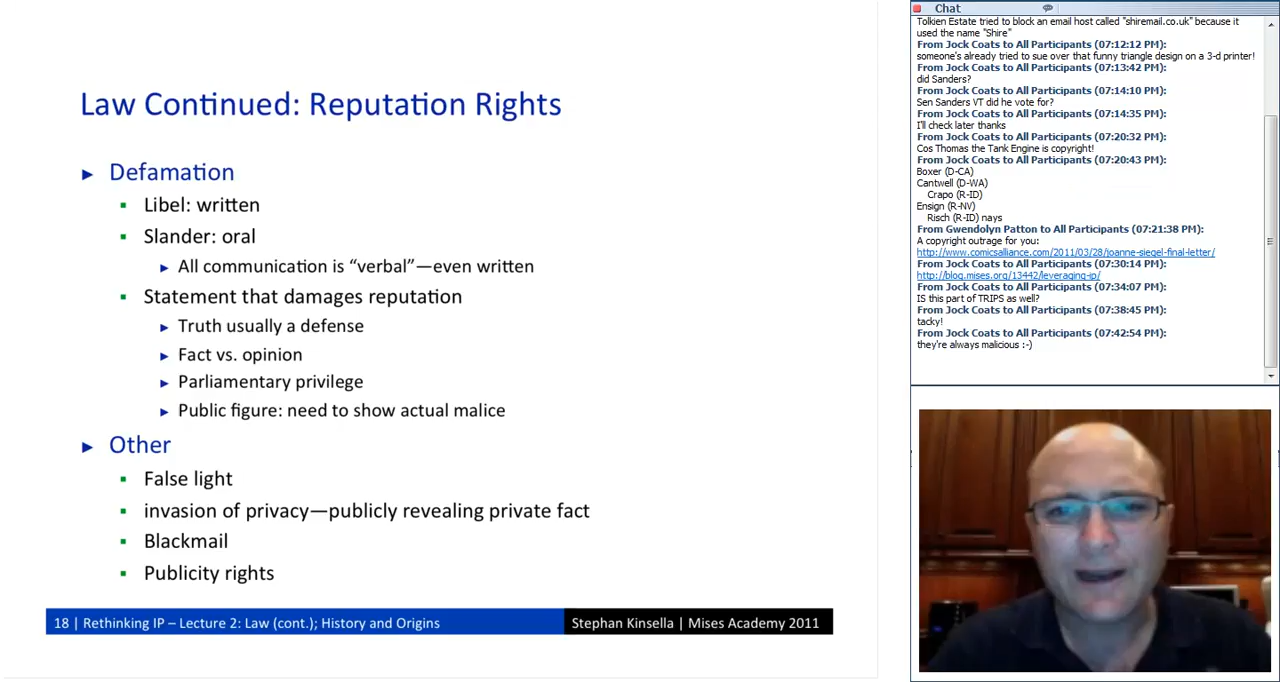 Law Continued: Reputation Rights
► Defamation
▪ Libel: written
▪ Slander: oral
► All communication is “verbal”—even written
▪ Statement that damages reputation
► Truth usually a defense
► Fact vs. opinion
► Parliamentary privilege
► Public figure: need to show actual malice
► Other
▪ False light
▪ invasion of privacy—publicly revealing private fact
▪ Blackmail
▪ Publicity rights
18 | Rethinking IP – Lecture 2: Law (cont.); History and Origins
Stephan Kinsella | Mises Academy 2011
Chat
Tolkien Estate tried to block an email host called "shiremail.co.uk" because it
used the name "Shire"
From Jock Coats to All Participants (07:12:12 PM):
someone's already tried to sue over that funny triangle design on a 3-d printer!
From Jock Coats to All Participants (07:13:42 PM):
did Sanders?
From Jock Coats to All Participants (07:14:10 PM):
Sen Sanders VT did he vote for?
From Jock Coats to All Participants (07:14:35 PM):
I'll check later thanks
From Jock Coats to All Participants (07:20:32 PM):
Cos Thomas the Tank Engine is copyright!
From Jock Coats to All Participants (07:20:43 PM):
Boxer (D-CA)
Cantwell (D-WA)
Crapo (R-ID)
Ensign (R-NV)
Risch (R-ID) nays
From Gwendolyn Patton to All Participants (07:21:38 PM):
A copyright outrage for you:
http://www.comicsalliance.com/2011/03/28/joanne-siegel-final-letter/
From Jock Coats to All Participants (07:30:14 PM):
http://blog.mises.org/13442/leveraging-ip/
From Jock Coats to All Participants (07:34:07 PM):
IS this part of TRIPS as well?
From Jock Coats to All Participants (07:38:45 PM):
tacky!
From Jock Coats to All Participants (07:42:54 PM):
they're always malicious :-)